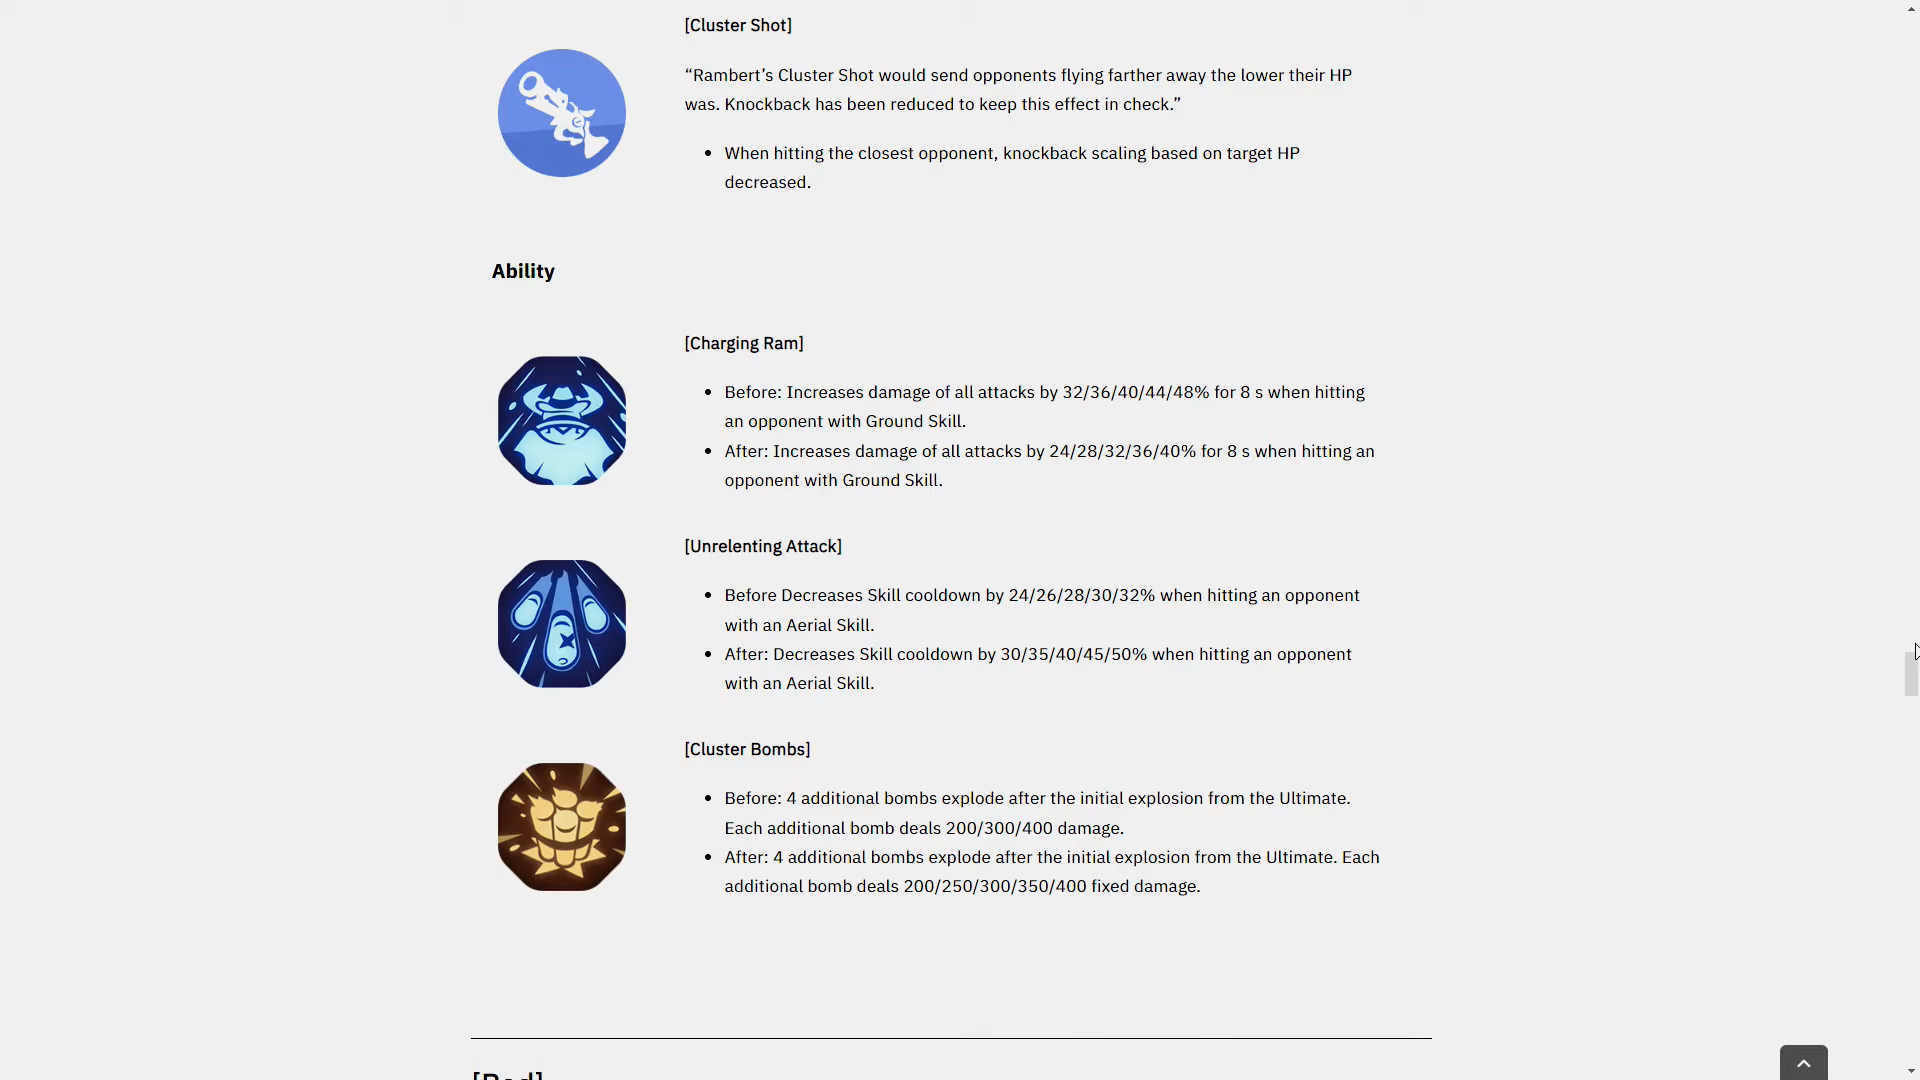 [Cluster Shot]
“Rambert’s Cluster Shot would send opponents flying farther away the lower their HP
was. Knockback has been reduced to keep this effect in check.”
• When hitting the closest opponent, knockback scaling based on target HP
decreased.
Ability
[Charging Ram]
• Before: Increases damage of all attacks by 32/36/40/44/48% for 8 s when hitting
an opponent with Ground Skill.
• After: Increases damage of all attacks by 24/28/32/36/40% for 8 s when hitting an
opponent with Ground Skill.
[Unrelenting Attack]
• Before Decreases Skill cooldown by 24/26/28/30/32% when hitting an opponent
with an Aerial Skill.
• After: Decreases Skill cooldown by 30/35/40/45/50% when hitting an opponent
with an Aerial Skill.
[Cluster Bombs]
• Before: 4 additional bombs explode after the initial explosion from the Ultimate.
Each additional bomb deals 200/300/400 damage.
• After: 4 additional bombs explode after the initial explosion from the Ultimate. Each
additional bomb deals 200/250/300/350/400 fixed damage.